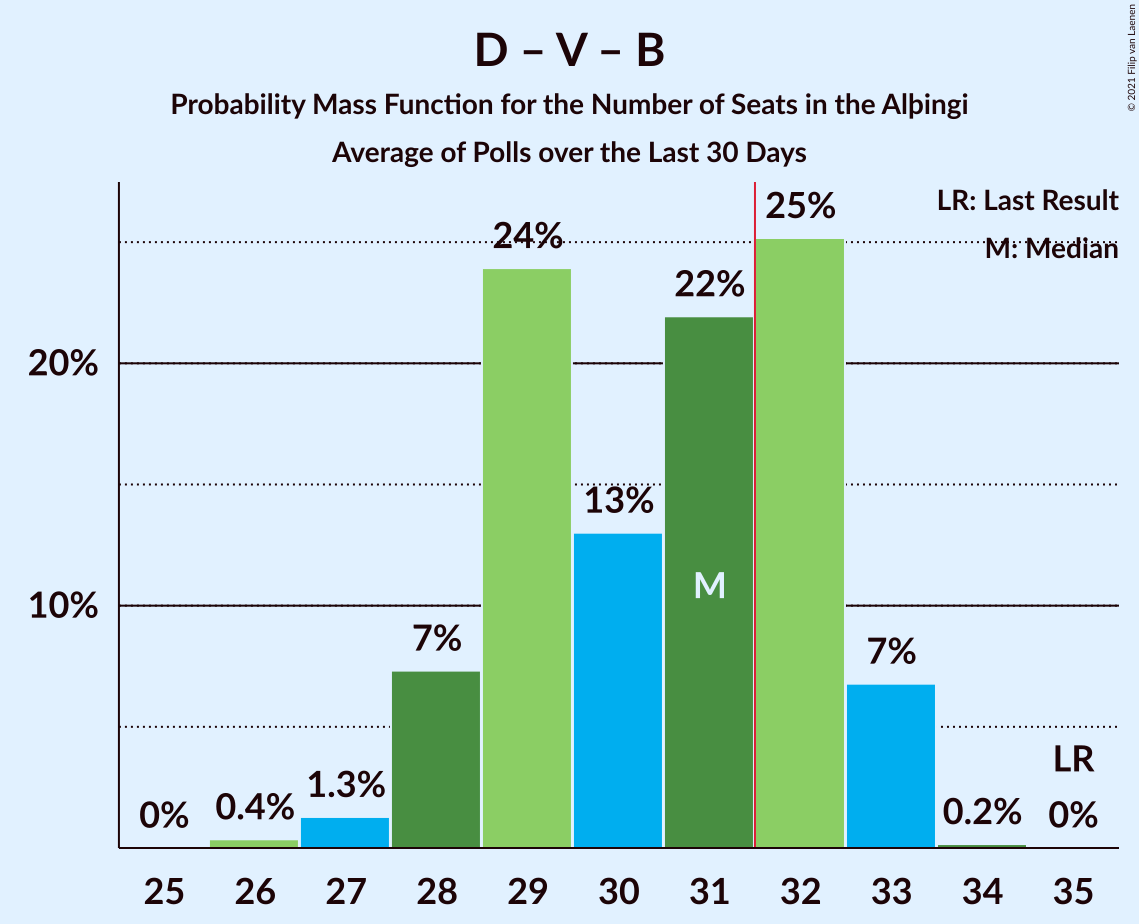 D – V – B
Probability Mass Function for the Number of Seats in the Alþingi
Average of Polls over the Last 30 Days
© 2021 Filip van Laenen
LR: Last Result
M: Median
20%
10%
0%
0.4%
1.3%
7%
24%
13%
22%
25%
7%
0.2%
0%
LR
M
25 26 27 28 29 30 31 32 33 34 35